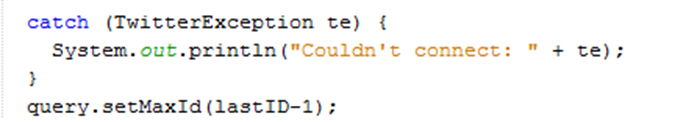 catch (TwitterException te) {
System.out.println("Couldn't connect: " + te);
}
query.setMaxId(lastID-1);